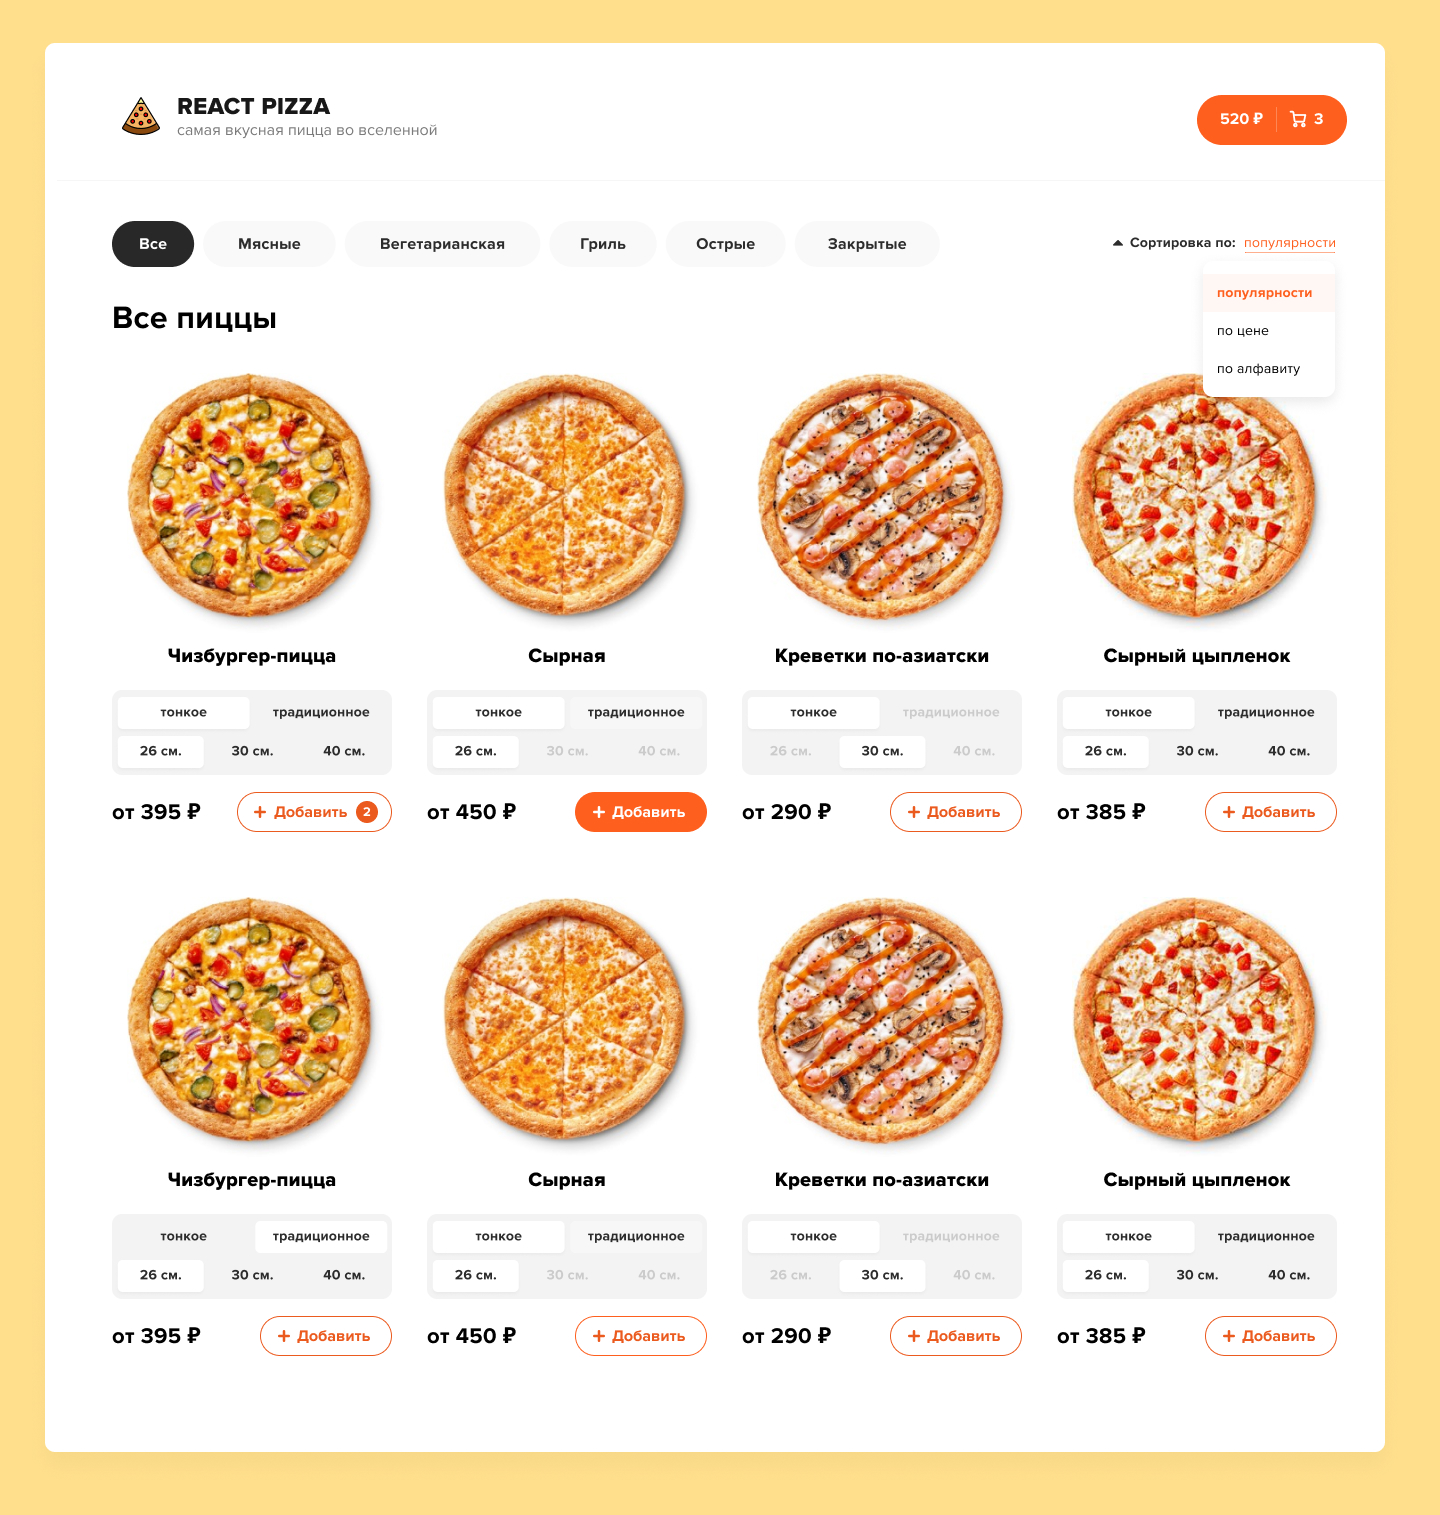 REACT PIZZA
самая вкусная пицца во вселенной
520 ₽ 3
Все Мясные Вегетарианская Гриль Острые Закрытые
Сортировка по: популярности
популярности
по цене
по алфавиту
Все пиццы
Чизбургер-пицца Сырная Креветки по-азиатски Сырный цыпленок
тонкое традиционное тонкое традиционное тонкое традиционное тонкое традиционное
26 см. 30 см. 40 см. 26 см. 30 см. 40 см. 26 см. 30 см. 40 см. 26 см. 30 см. 40 см.
от 395 ₽ + Добавить 2 от 450 ₽ + Добавить от 290 ₽ + Добавить от 385 ₽ + Добавить
Чизбургер-пицца Сырная Креветки по-азиатски Сырный цыпленок
тонкое традиционное тонкое традиционное тонкое традиционное тонкое традиционное
26 см. 30 см. 40 см. 26 см. 30 см. 40 см. 26 см. 30 см. 40 см. 26 см. 30 см. 40 см.
от 395 ₽ + Добавить от 450 ₽ + Добавить от 290 ₽ + Добавить от 385 ₽ + Добавить